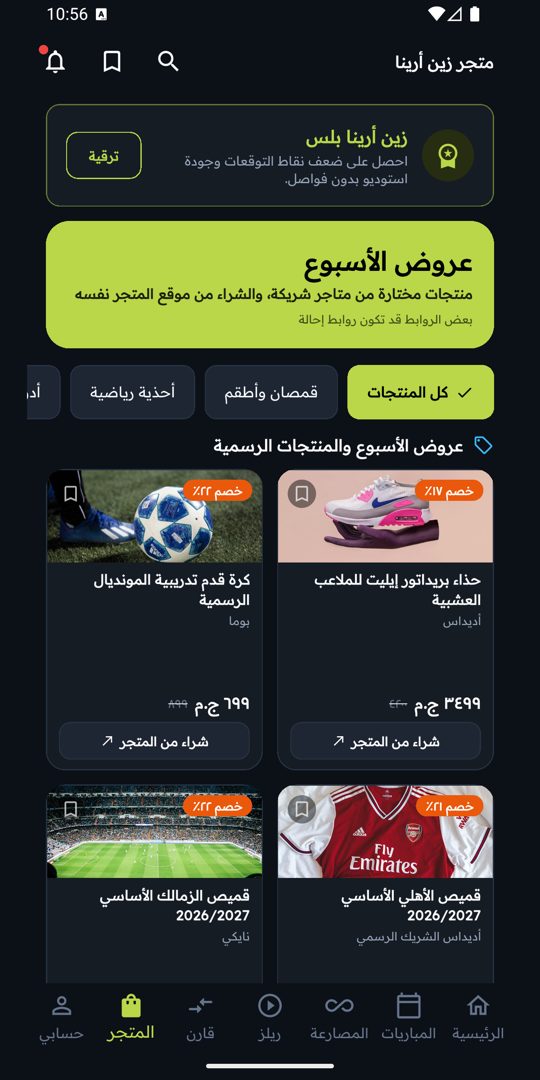 10:56
A
متجر زين أرينا
زين أرينا بلس
احصل على ضعف نقاط التوقعات وجودة
استوديو بدون فواصل.
ترقية
عروض الأسبوع
منتجات مختارة من متاجر شريكة، والشراء من موقع المتجر نفسه
بعض الروابط قد تكون روابط إحالة
كل المنتجات
قمصان وأطقم
أحذية رياضية
عروض الأسبوع والمنتجات الرسمية
خصم ١٧٪
حذاء بريداتور إيليت للملاعب
العشبية
أديداس
٣٤٩٩ ج.م ٤٢٠٠
شراء من المتجر
خصم ٢٢٪
كرة قدم تدريبية المونديال
الرسمية
بوما
٦٩٩ ج.م ٨٩٩
شراء من المتجر
خصم ٢١٪
Fly
Emirates
Arsenal
قميص الأهلي الأساسي
2026/2027
أديداس الشريك الرسمي
خصم ٢٢٪
قميص الزمالك الأساسي
2026/2027
نايكي
الرئيسية
المباريات
المصارعة
ريلز
قارن
المتجر
حسابي